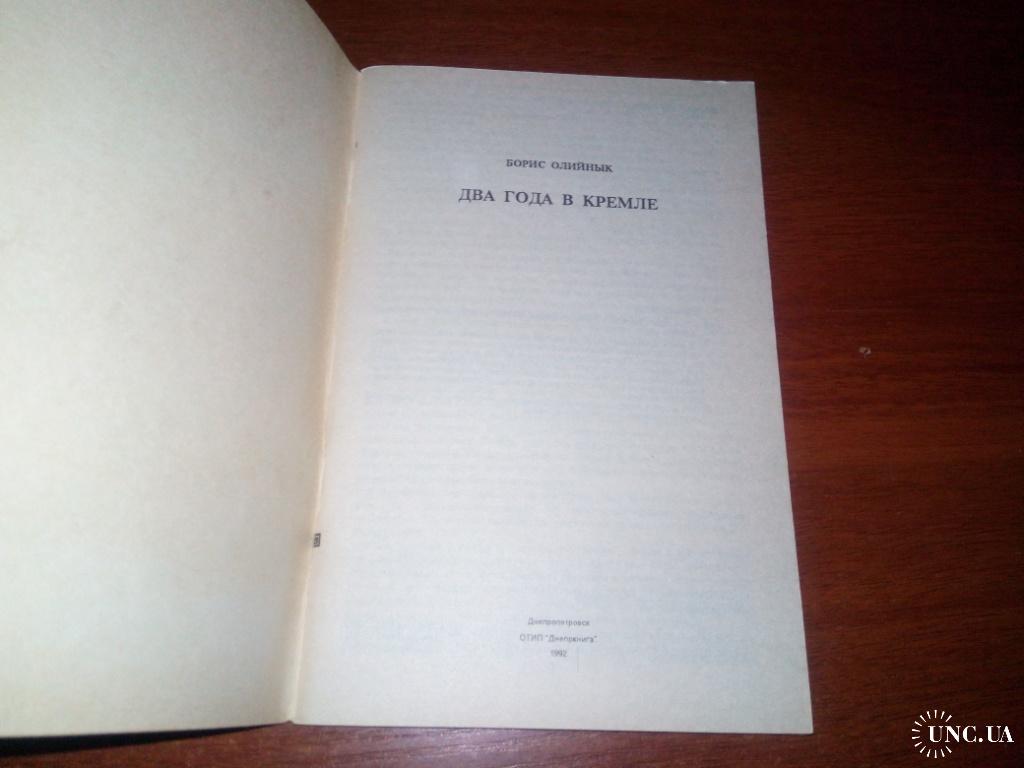 БОРИС ОЛИЙНЫК
ДВА ГОДА В КРЕМЛЕ
Днепропетровск
ОТИП "Днепркнига"
1992
UNC.UA